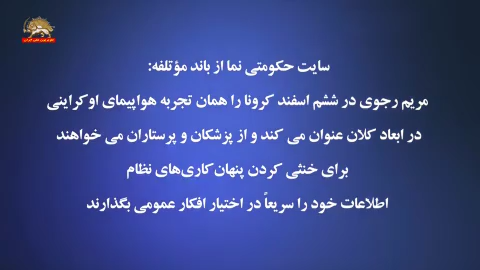 سایت حکومتی نما از باند مؤتلفه:
مریم رجوی در ششم اسفند کرونا را همان تجربه هواپیمای اوکراینی
در ابعاد کلان عنوان می کند و از پزشکان و پرستاران می خواهند
برای خنثی کردن پنهان‌کاری‌های نظام
اطلاعات خود را سریعاً در اختیار افکار عمومی بگذارند